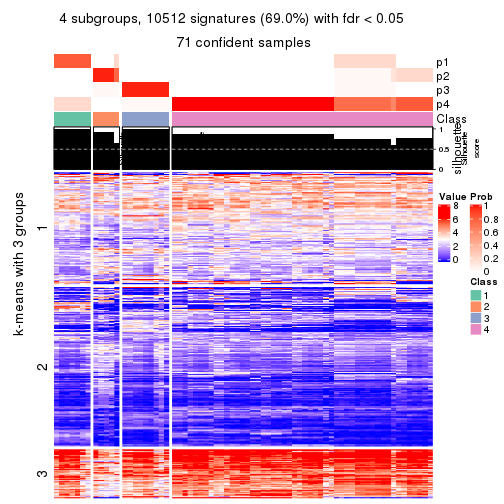 4 subgroups, 10512 signatures (69.0%) with fdr < 0.05
71 confident samples
p1
p2
p3
p4
Class
1
0.5
0
silhouette
Silhouette
score
k-means with 3 groups
1
2
3
Value
8
6
4
2
0
Prob
1
0.8
0.6
0.4
0.2
0
Class
1
2
3
4